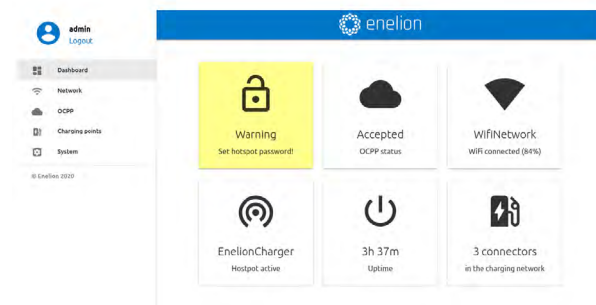 admin
Logout
Dashboard
Network
OCPP
Charging points
System
© Enelion 2020
enelion
Warning
Set hotspot password!
Accepted
OCPP status
WifiNetwork
WiFi connected (84%)
EnelionCharger
Hostpot active
3h 37m
Uptime
3 connectors
in the charging network